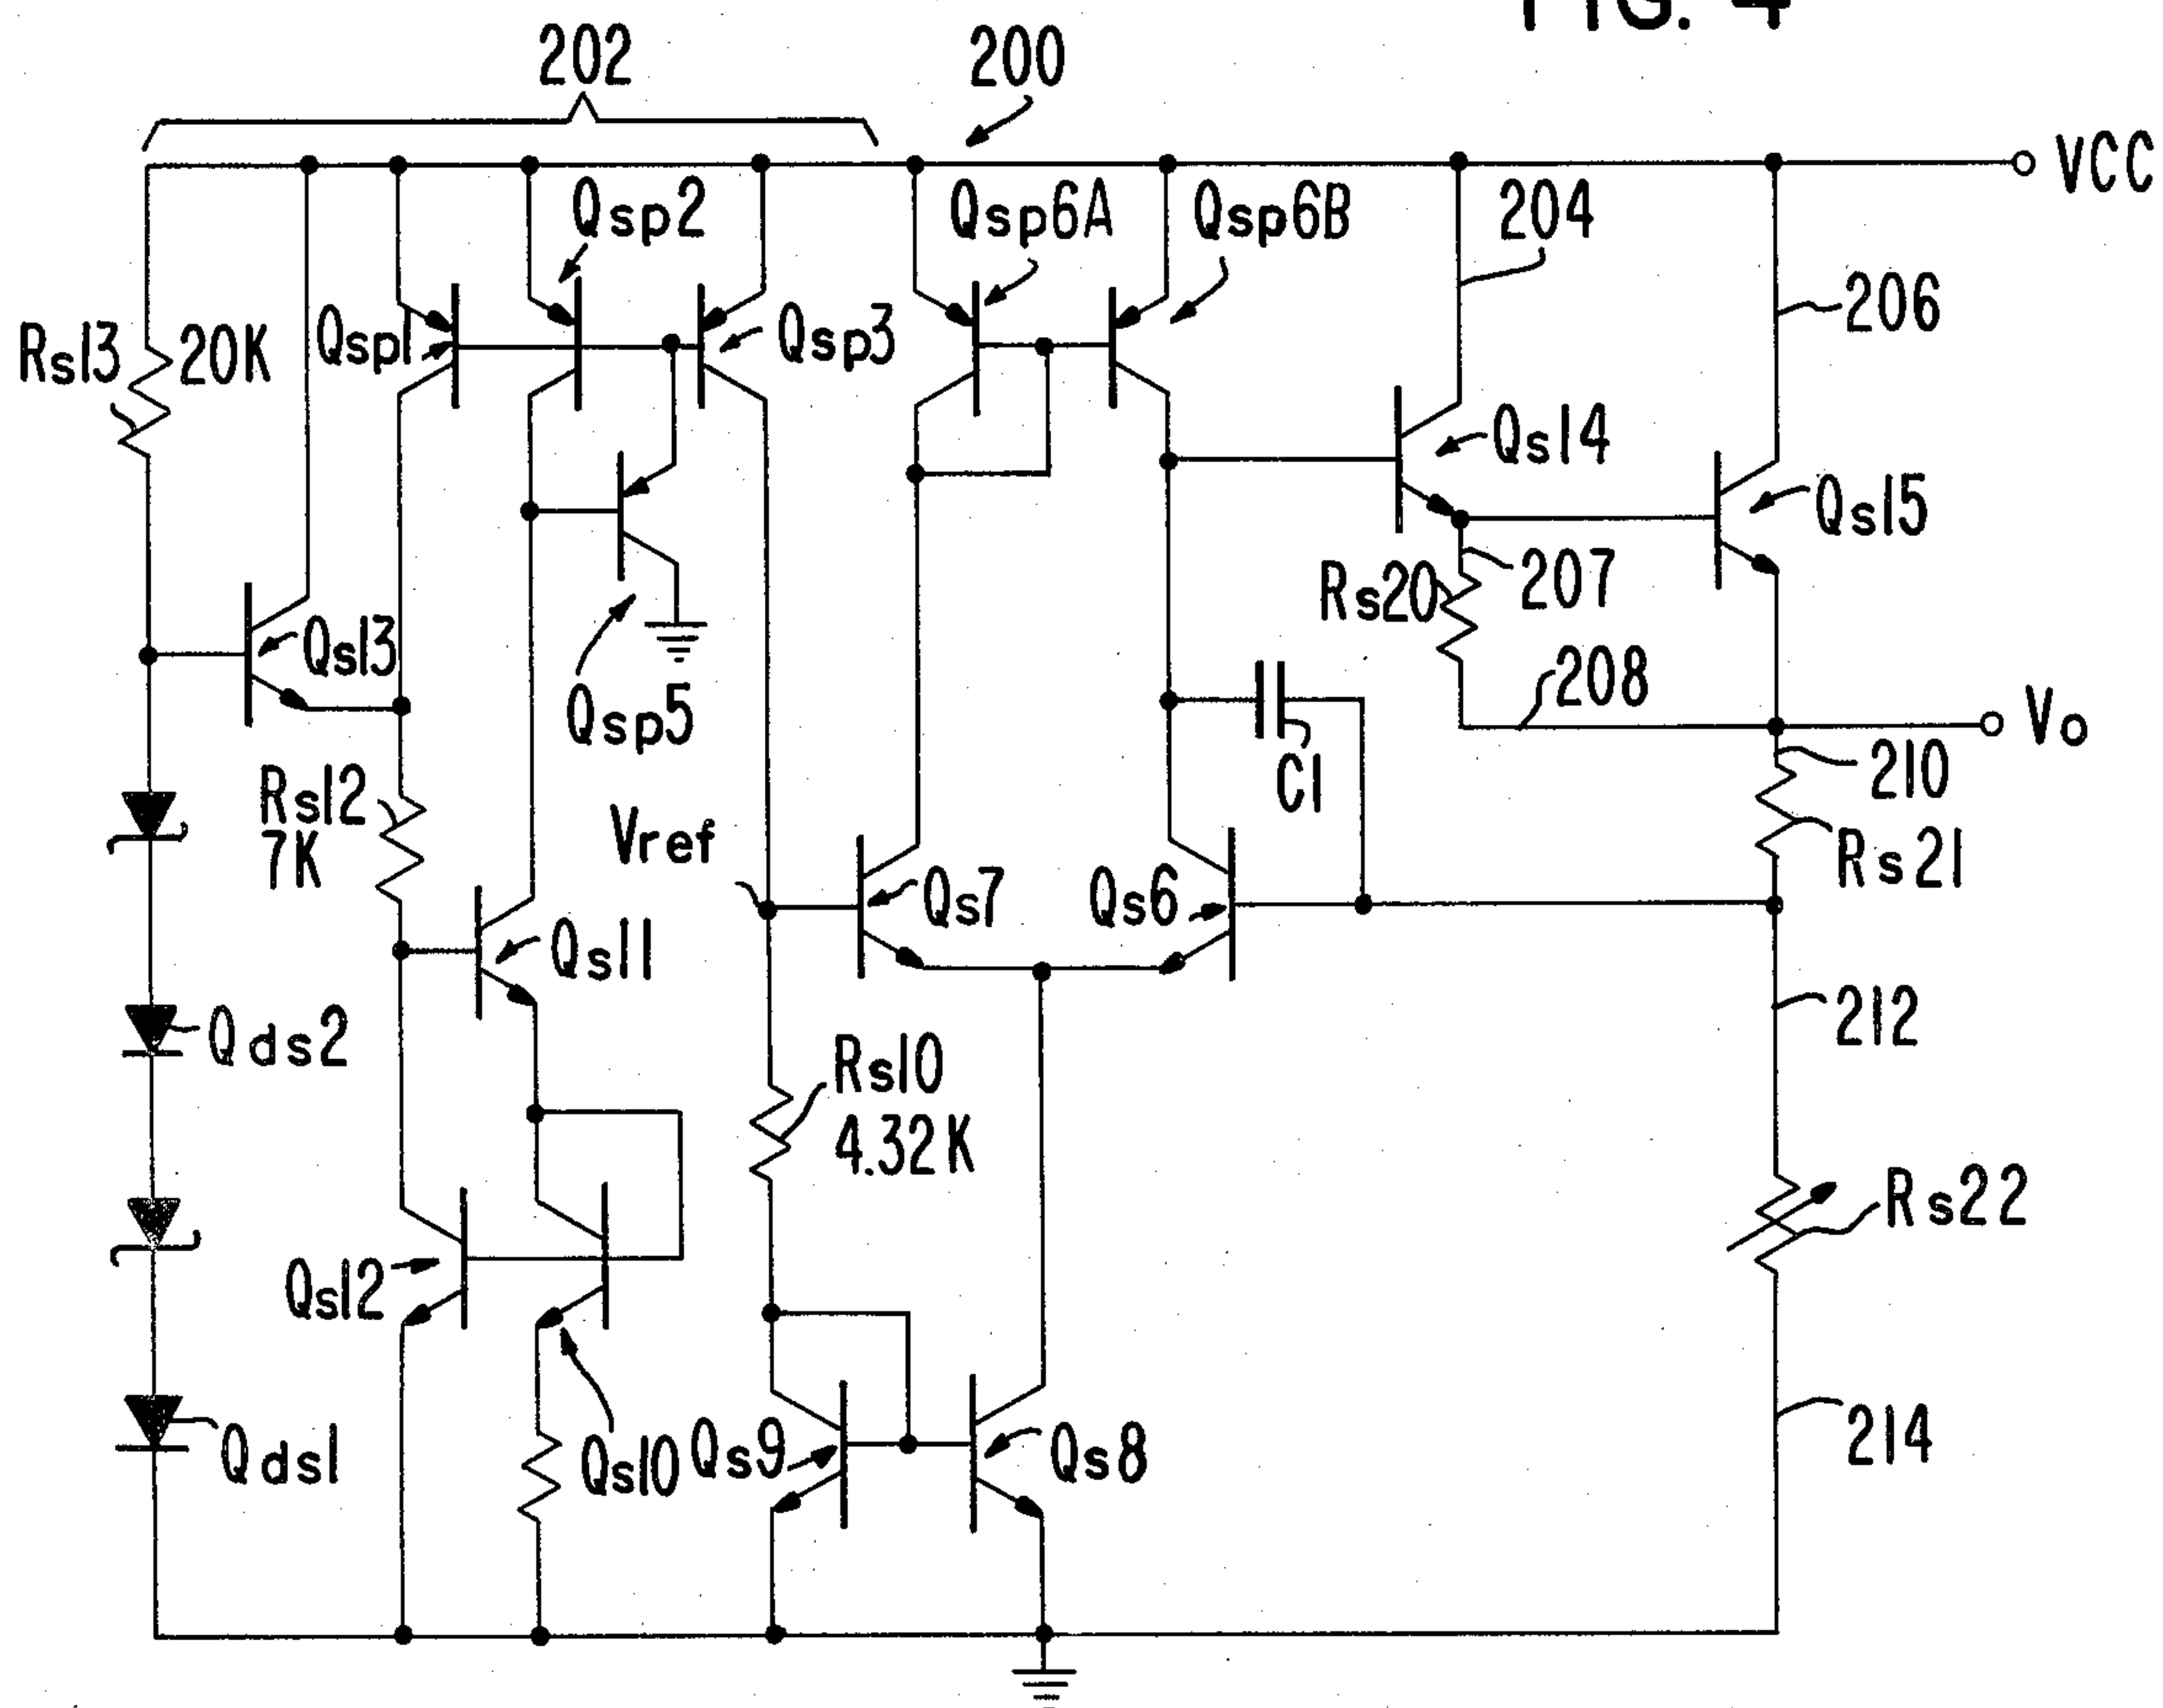 FIG. 4
202
200
VCC
Qsp2
Qsp6A
Qsp6B
204
206
Rs13
20K
Qsp1
Qsp3
Qs14
Qs15
Rs20
207
Qs13
Qsp5
208
Vo
C1
210
Rs12
7K
Vref
Rs21
Qs7
Qs6
Qs11
Qds2
212
Rs10
4.32K
Rs22
Qs12
Qds1
Qs10
Qs9
Qs8
214